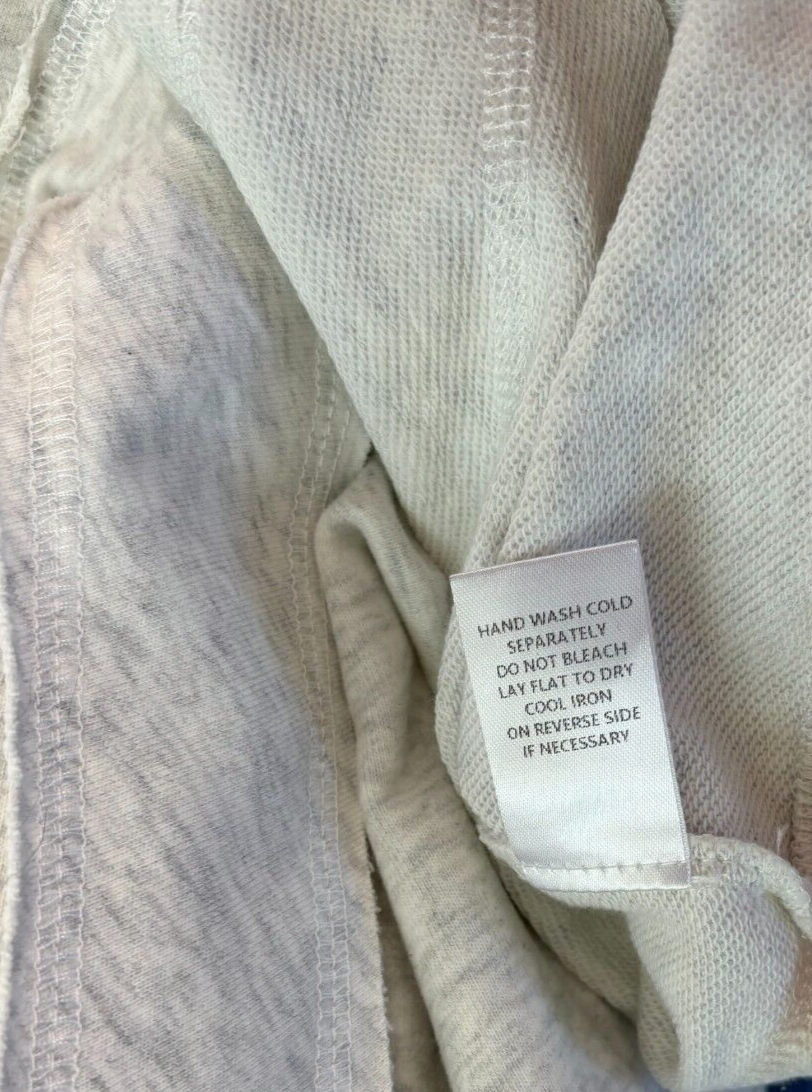 HAND WASH COLD
SEPARATELY
DO NOT BLEACH
LAY FLAT TO DRY
COOL IRON
ON REVERSE SIDE
IF NECESSARY